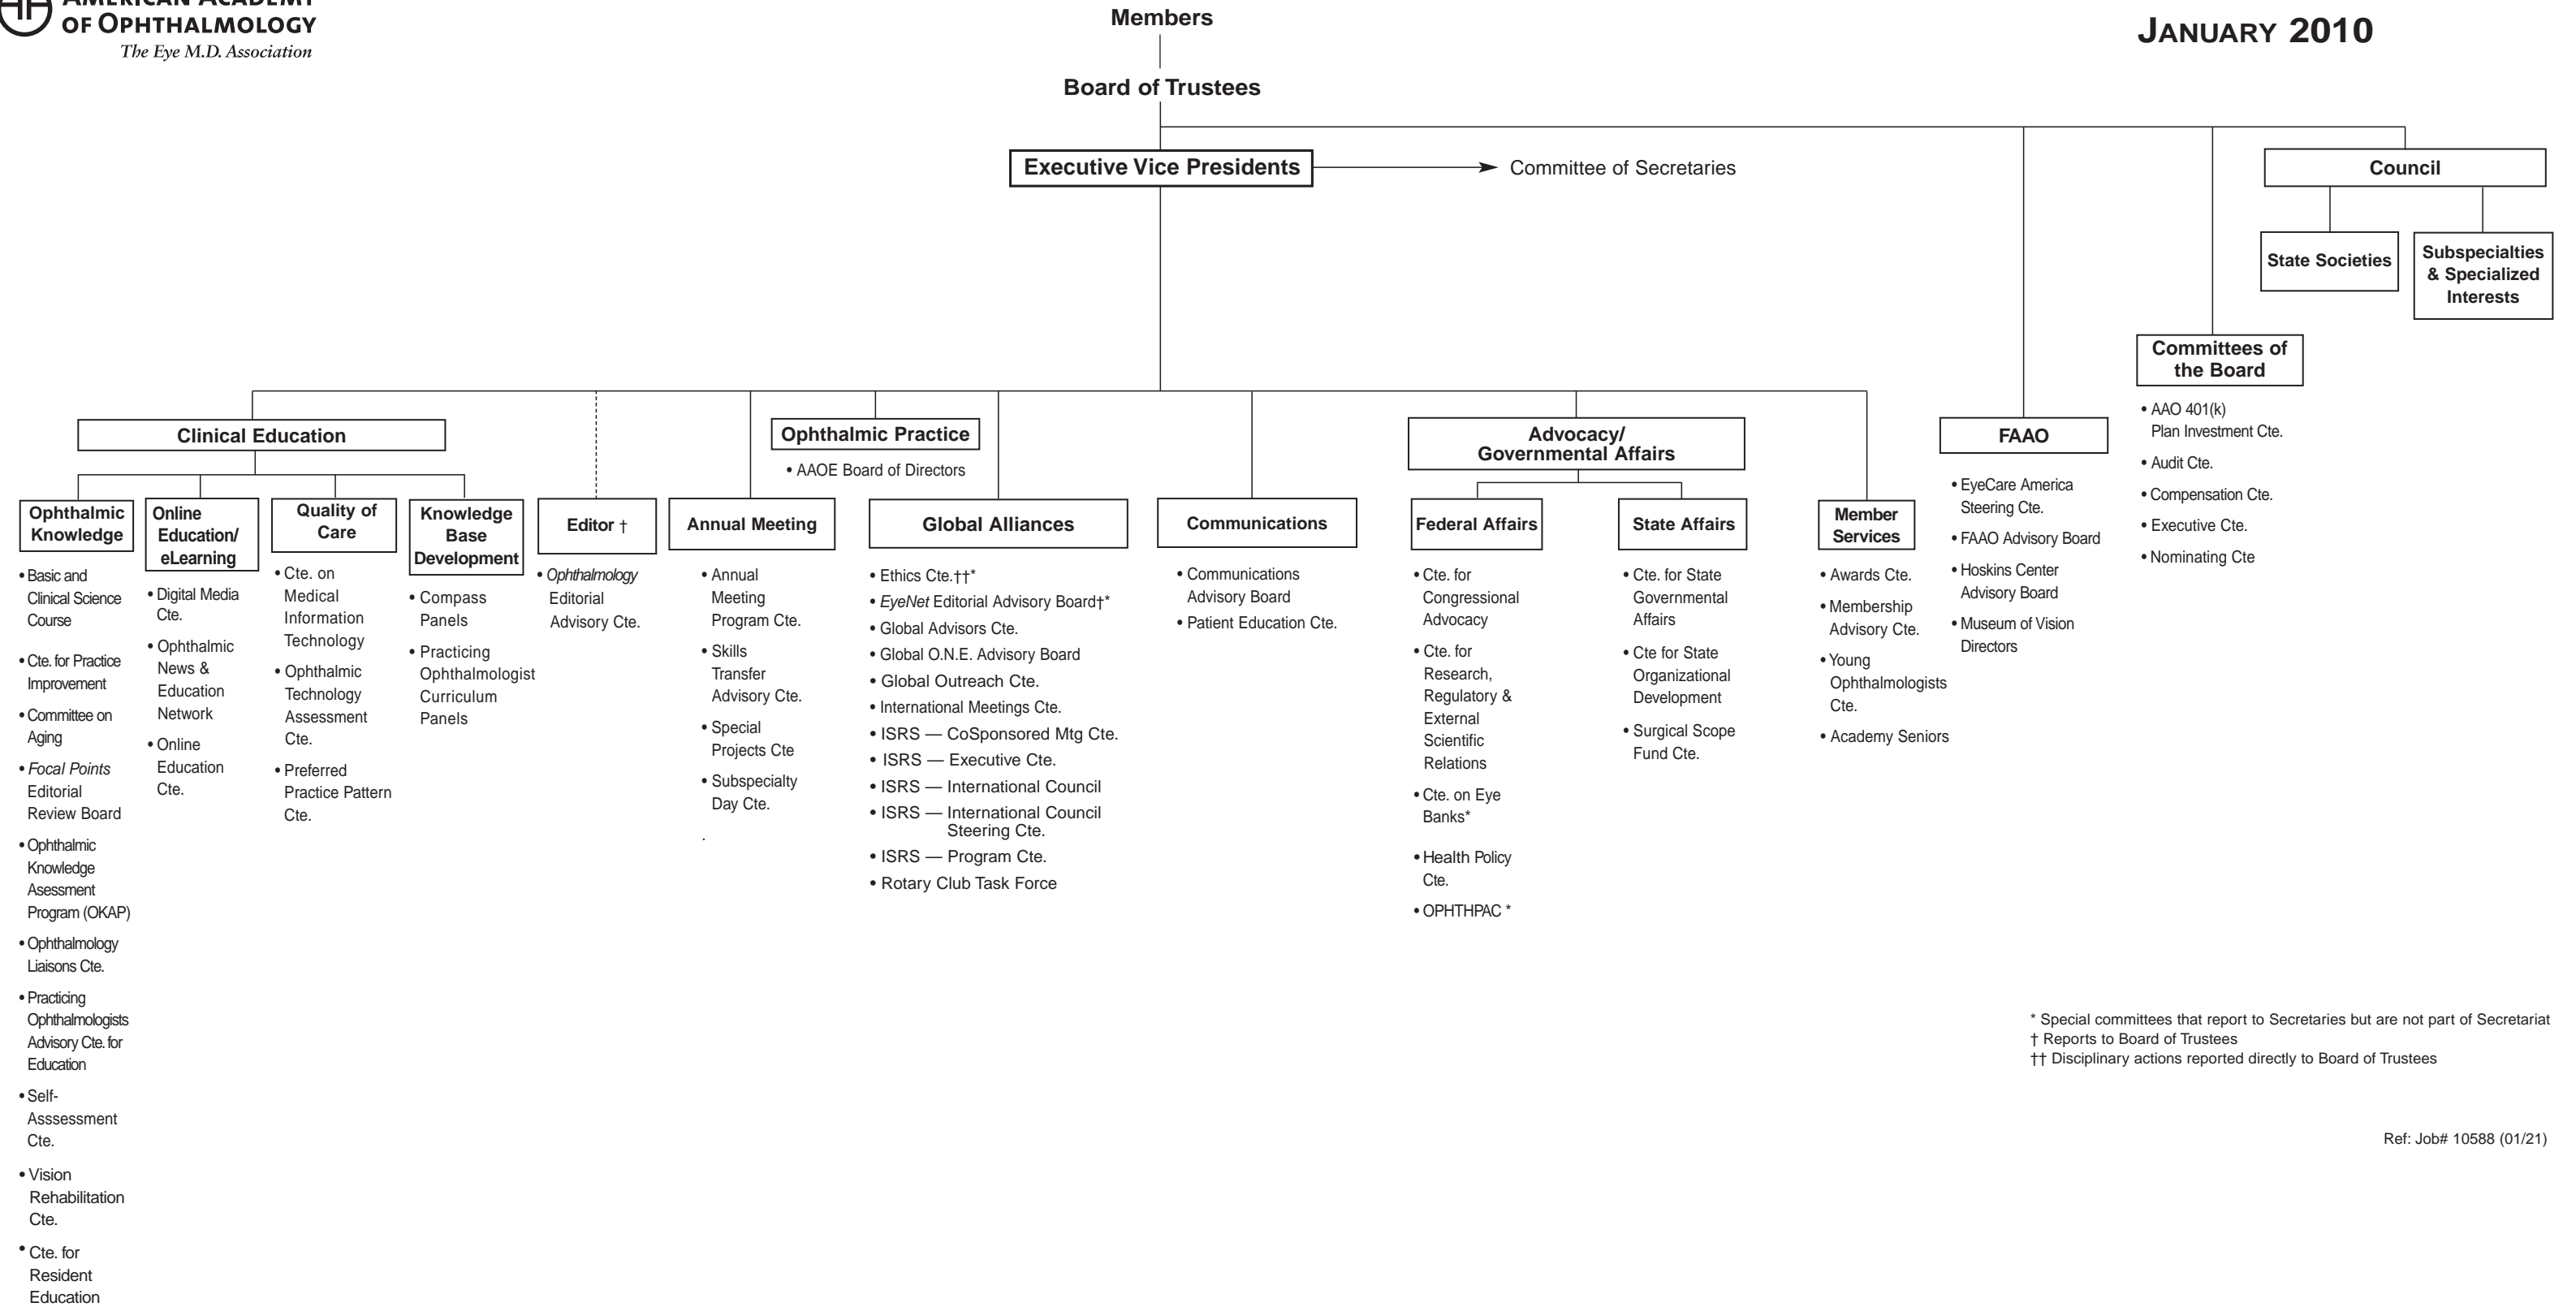 AMERICAN ACADEMY
OF OPHTHALMOLOGY
The Eye M.D. Association
Members
JANUARY 2010
Board of Trustees
Executive Vice Presidents
Committee of Secretaries
Council
State Societies
Subspecialties
& Specialized
Interests
Committees of
the Board
• AAO 401(k)
Plan Investment Cte.
• Audit Cte.
• Compensation Cte.
• Executive Cte.
• Nominating Cte
Clinical Education
Ophthalmic Practice
• AAOE Board of Directors
Advocacy/
Governmental Affairs
FAAO
• EyeCare America
Steering Cte.
• FAAO Advisory Board
• Hoskins Center
Advisory Board
• Museum of Vision
Directors
Ophthalmic
Knowledge
• Basic and
Clinical Science
Course
• Cte. for Practice
Improvement
• Committee on
Aging
• Focal Points
Editorial
Review Board
• Ophthalmic
Knowledge
Asessment
Program (OKAP)
• Ophthalmology
Liaisons Cte.
• Practicing
Ophthalmologists
Advisory Cte. for
Education
• Self-
Asssessment
Cte.
• Vision
Rehabilitation
Cte.
• Cte. for
Resident
Education
Online
Education/
eLearning
• Digital Media
Cte.
• Ophthalmic
News &
Education
Network
• Online
Education
Cte.
Quality of
Care
• Cte. on
Medical
Information
Technology
• Ophthalmic
Technology
Assessment
Cte.
• Preferred
Practice Pattern
Cte.
Knowledge
Base
Development
• Compass
Panels
• Practicing
Ophthalmologist
Curriculum
Panels
Editor †
• Ophthalmology
Editorial
Advisory Cte.
Annual Meeting
• Annual
Meeting
Program Cte.
• Skills
Transfer
Advisory Cte.
• Special
Projects Cte
• Subspecialty
Day Cte.
.
Global Alliances
• Ethics Cte.††*
• EyeNet Editorial Advisory Board†*
• Global Advisors Cte.
• Global O.N.E. Advisory Board
• Global Outreach Cte.
• International Meetings Cte.
• ISRS — CoSponsored Mtg Cte.
• ISRS — Executive Cte.
• ISRS — International Council
• ISRS — International Council
Steering Cte.
• ISRS — Program Cte.
• Rotary Club Task Force
Communications
• Communications
Advisory Board
• Patient Education Cte.
Federal Affairs
• Cte. for
Congressional
Advocacy
• Cte. for
Research,
Regulatory &
External
Scientific
Relations
• Cte. on Eye
Banks*
• Health Policy
Cte.
• OPHTHPAC *
State Affairs
• Cte. for State
Governmental
Affairs
• Cte for State
Organizational
Development
• Surgical Scope
Fund Cte.
Member
Services
• Awards Cte.
• Membership
Advisory Cte.
• Young
Ophthalmologists
Cte.
• Academy Seniors
* Special committees that report to Secretaries but are not part of Secretariat
† Reports to Board of Trustees
†† Disciplinary actions reported directly to Board of Trustees
Ref: Job# 10588 (01/21)